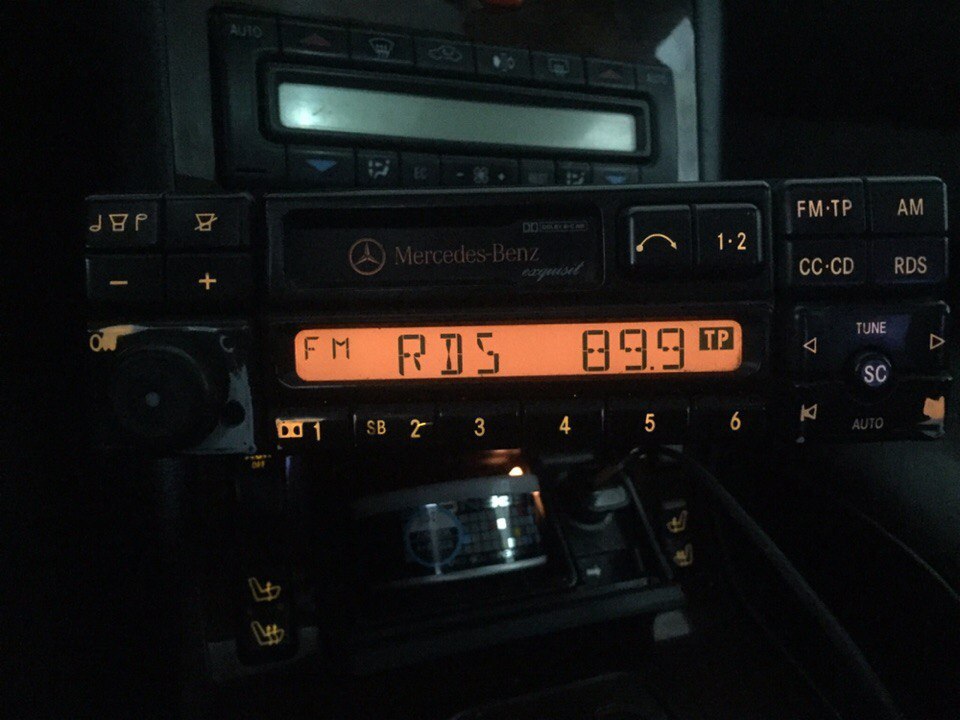 AUTO
FM·TP
AM
1·2
Mercedes-Benz
exquisit
CC·CD
RDS
- +
FM RDS 89.9 TP
TUNE
SC
AUTO
1 SB 2 3 4 5 6
OFF